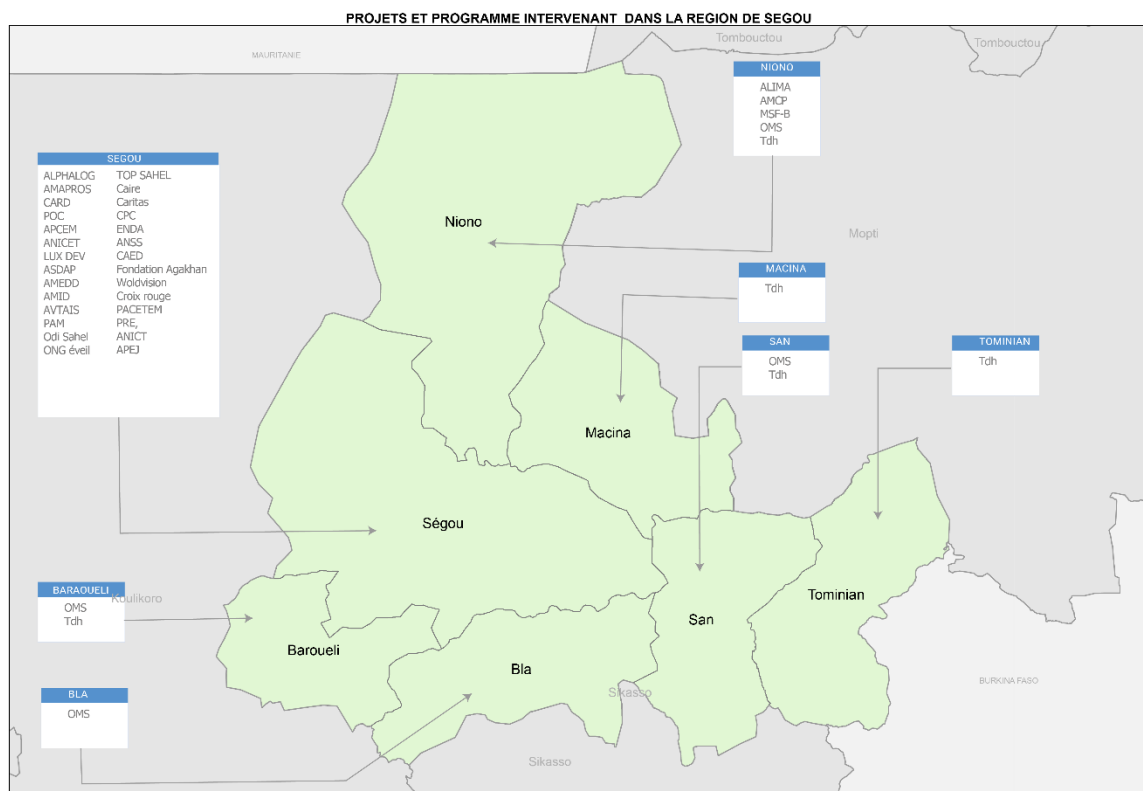 PROJETS ET PROGRAMME INTERVENANT DANS LA REGION DE SEGOU
MAURITANIE
Tombouctou
Tombouctou
NIONO
ALIMA
AMCP
MSF-B
OMS
Tdh
SEGOU
ALPHALOG TOP SAHEL
AMAPROS Caire
CARD Caritas
POC CPC
APCEM ENDA
ANICET ANSS
LUX DEV CAED
ASDAP Fondation Agakhan
AMEDD Woldvision
AMID Croix rouge
AVTAIS PACETEM
PAM PRE,
Odi Sahel ANICT
ONG éveil APEJ
Niono
Mopti
MACINA
Tdh
SAN
OMS
Tdh
TOMINIAN
Tdh
Macina
Ségou
BARAOUELI
OMS
Tdh
Koulikoro
Tominian
San
Baroueli
Bla
BURKINA FASO
Sikasso
BLA
OMS
Sikasso